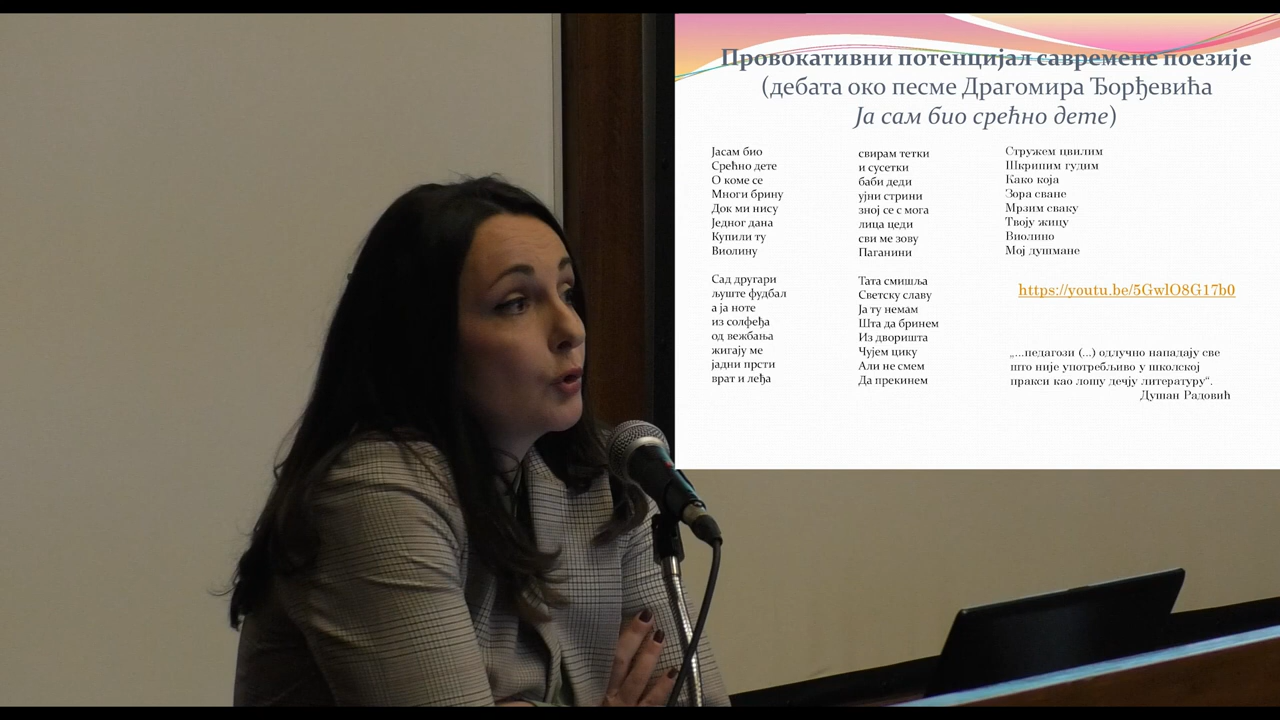 Провокативни потенцијал савремене поезије
(дебата око песме Драгомира Ђорђевића
Ја сам био срећно дете)
Јасам био
Срећно дете
О коме се
Многи брину
Док ми нису
Једног дана
Купили ту
Виолину
Сад другари
љуште фудбал
а ја ноте
из солфеђа
од вежбања
жигају ме
јадни прсти
врат и леђа
свирам тетки
и сусетки
баби деди
ујни стрини
зној се с мога
лица цеди
сви ме зову
Паганини
Тата смишља
Светску славу
Ја ту немам
Шта да бринем
Из дворишта
Чујем цику
Али не смем
Да прекинем
Стружем цвилим
Шкрипим гудим
Како која
Зора сване
Мрзим сваку
Твоју жицу
Виолино
Мој душмане
https://youtu.be/5GwlO8G17b0
„...педагози (...) одлучно нападају све
што није употребљиво у школској
пракси као лошу дечју литературу“.
Душан Радовић